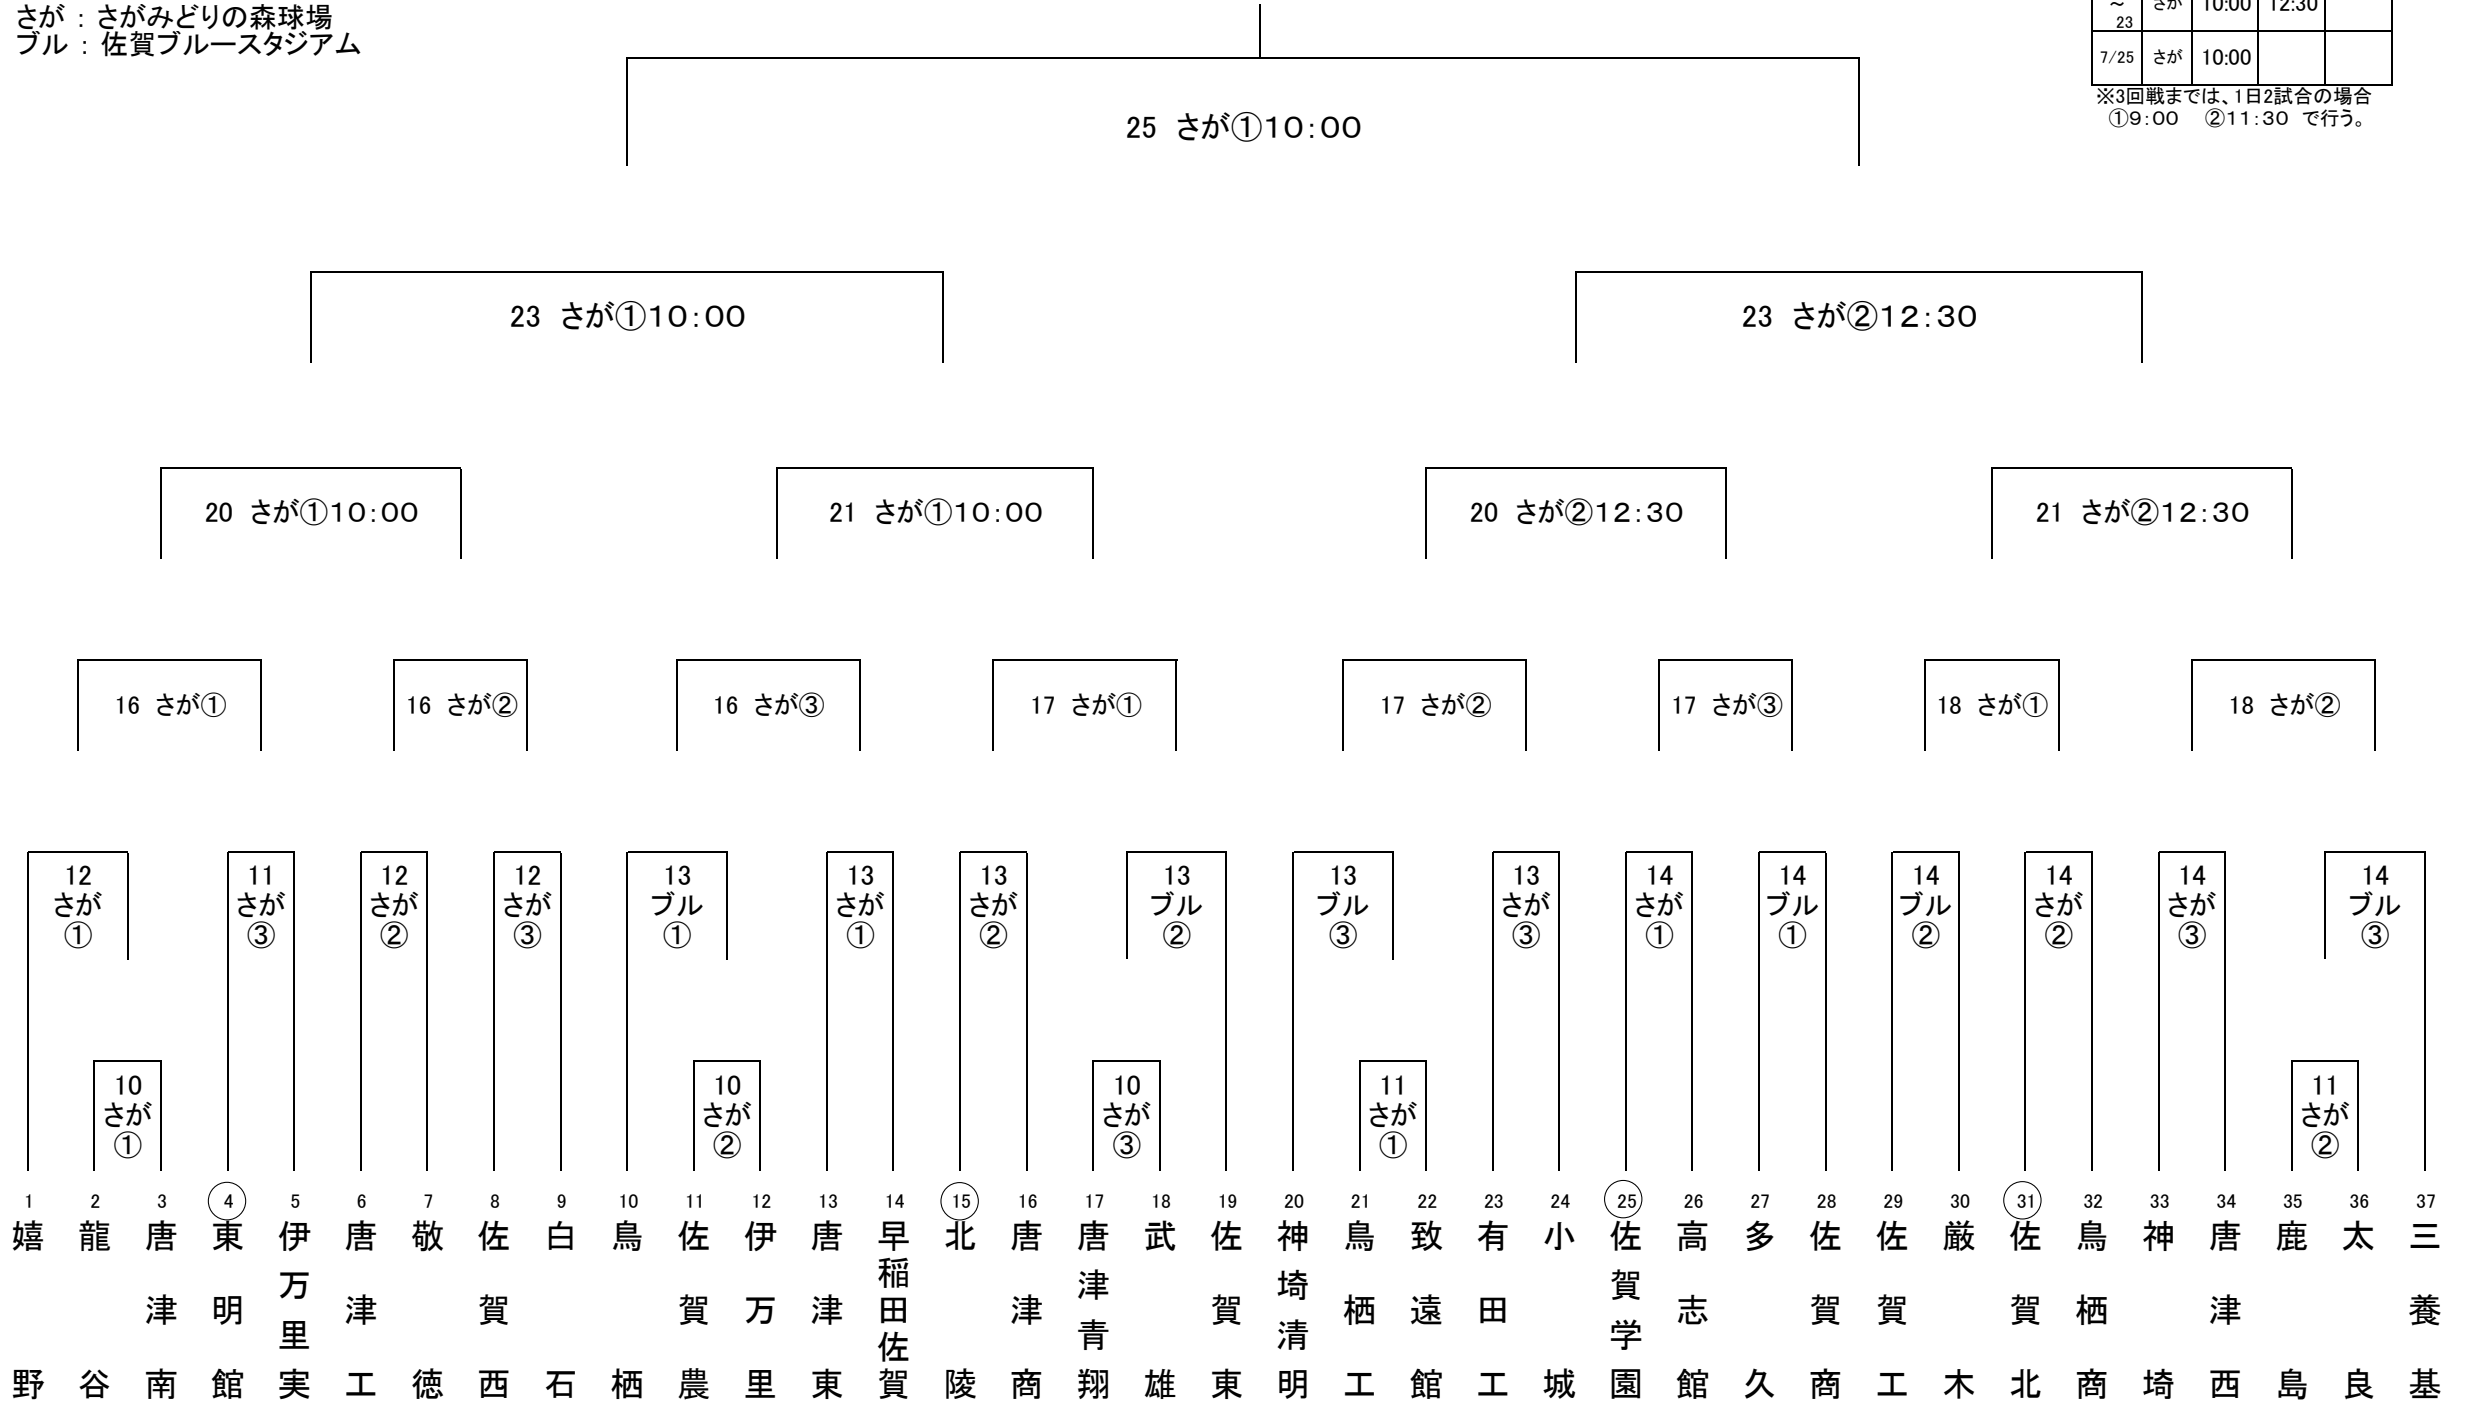 さが : さがみどりの森球場
ブル : 佐賀ブルースタジアム
～ 23 さが 10:00 12:30
7/25 さが 10:00
※3回戦までは、1日2試合の場合
①9:00 ②11:30 で行う。
25 さが①10:00
23 さが①10:00
23 さが②12:30
20 さが①10:00
21 さが①10:00
20 さが②12:30
21 さが②12:30
16 さが①
16 さが②
16 さが③
17 さが①
17 さが②
17 さが③
18 さが①
18 さが②
12 さが ①
11 さが ③
12 さが ②
12 さが ③
13 ブル ①
13 さが ①
13 さが ②
13 ブル ②
13 ブル ③
13 さが ③
14 さが ①
14 ブル ①
14 ブル ②
14 さが ②
14 さが ③
14 ブル ③
10 さが ①
10 さが ②
10 さが ③
11 さが ①
11 さが ②
1 嬉野
2 龍谷
3 唐津南
4 東明館
5 伊万里実
6 唐津工
7 敬徳
8 佐賀西
9 白石
10 鳥栖
11 佐賀農
12 伊万里
13 唐津東
14 早稲田佐賀
15 北陵
16 唐津商
17 唐津青翔
18 武雄
19 佐賀東
20 神埼清明
21 鳥栖工
22 致遠館
23 有田工
24 小城
25 佐賀学園
26 高志館
27 多久
28 佐賀商
29 佐賀工
30 厳木
31 佐賀北
32 鳥栖商
33 神埼
34 唐津西
35 鹿島
36 太良
37 三養基